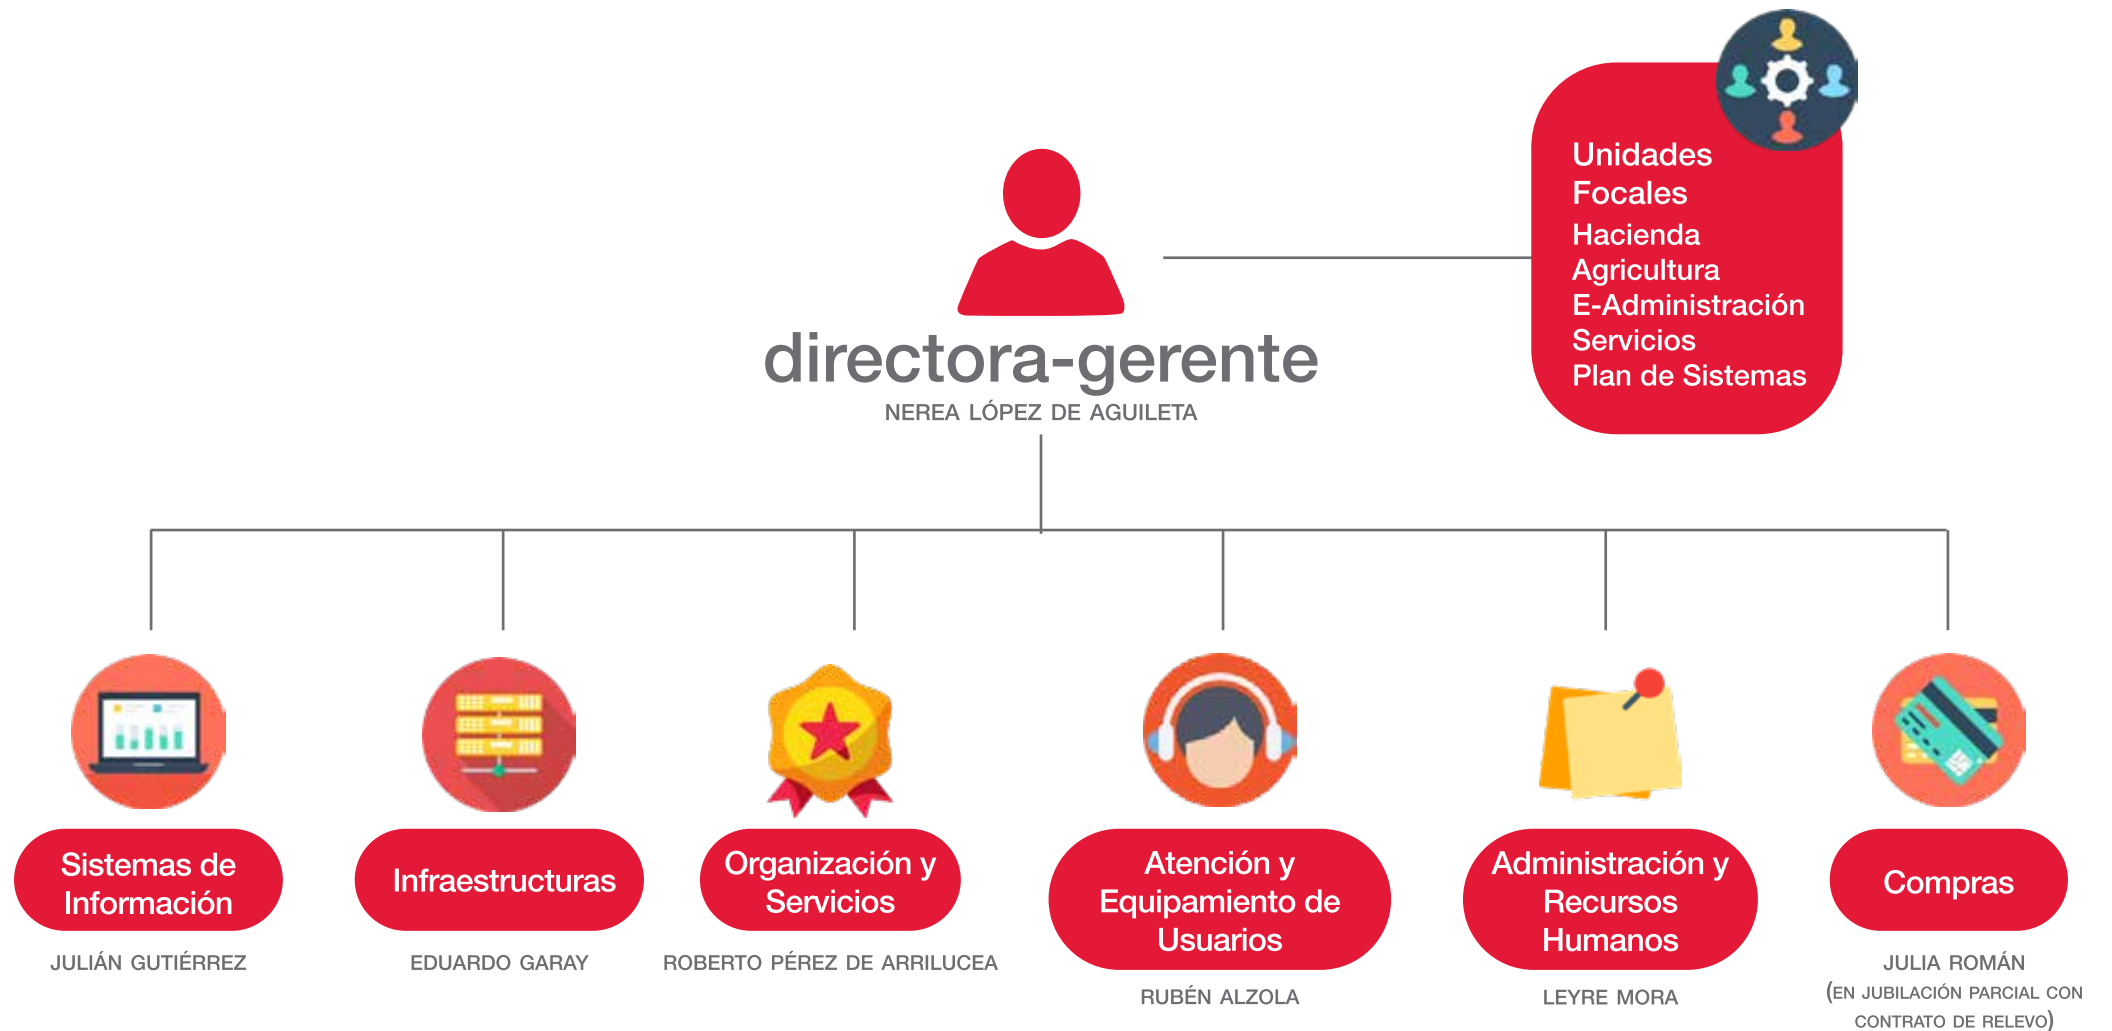 Unidades
Focales
Hacienda
Agricultura
E-Administración
Servicios
Plan de Sistemas
directora-gerente
NEREA LÓPEZ DE AGUILETA
Sistemas de
Información
JULIÁN GUTIÉRREZ
Infraestructuras
EDUARDO GARAY
Organización y
Servicios
ROBERTO PÉREZ DE ARRILUCEA
Atención y
Equipamiento de
Usuarios
RUBÉN ALZOLA
Administración y
Recursos
Humanos
LEYRE MORA
Compras
JULIA ROMÁN
(EN JUBILACIÓN PARCIAL CON
CONTRATO DE RELEVO)